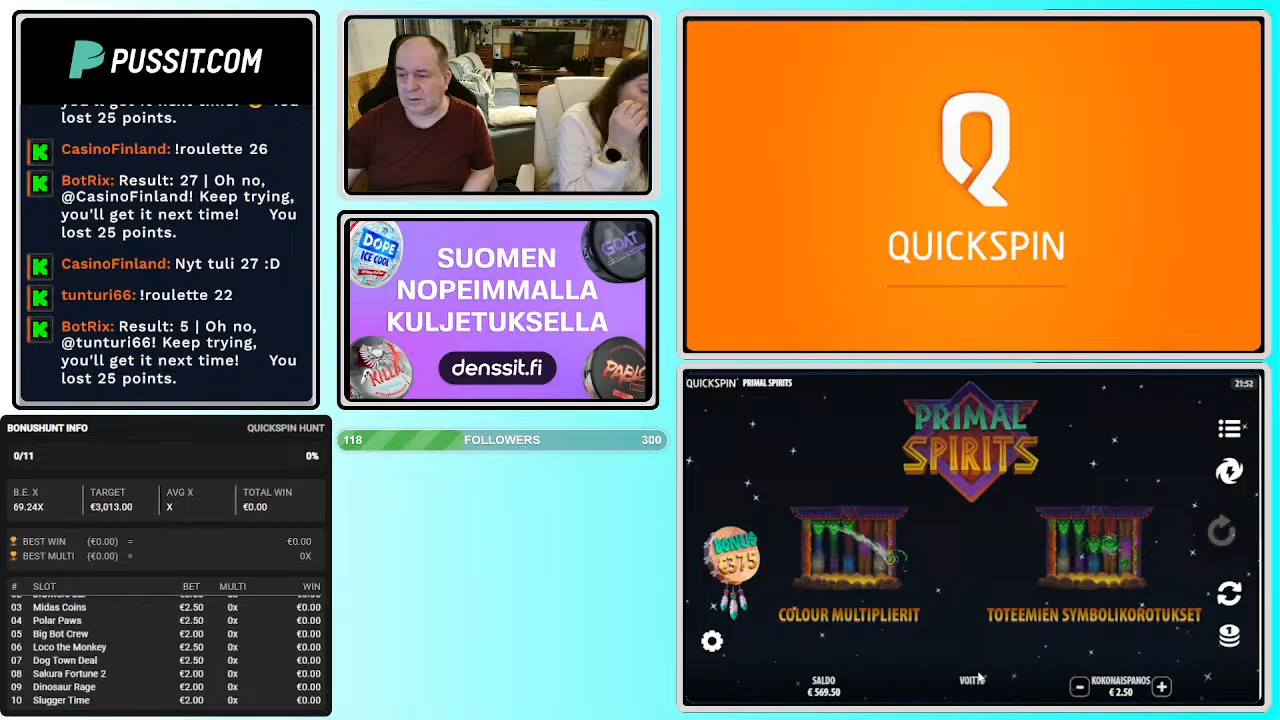 PUSSIT.COM
you'll get it next time! You
lost 25 points.
CasinoFinland: !roulette 26
BotRix: Result: 27 | Oh no,
@CasinoFinland! Keep trying,
you'll get it next time! You
lost 25 points.
CasinoFinland: Nyt tuli 27 :D
tunturi66: !roulette 22
BotRix: Result: 5 | Oh no,
@tunturi66! Keep trying,
you'll get it next time! You
lost 25 points.
DOPE
ICE COOL
GOAT
SUOMEN
NOPEIMMALLA
KULJETUKSELLA
KILLA
denssit.fi
PABLO
118 FOLLOWERS 300
BONUSHUNT INFO QUICKSPIN HUNT
0/11 0%
B.E. X TARGET AVG X TOTAL WIN
69.24X €3,013.00 X €0.00
BEST WIN (€0.00) = €0.00
BEST MULTI (€0.00) = 0X
# SLOT BET MULTI WIN
03 Midas Coins €2.50 0x €0.00
04 Polar Paws €2.50 0x €0.00
05 Big Bot Crew €2.00 0x €0.00
06 Loco the Monkey €2.50 0x €0.00
07 Dog Town Deal €2.50 0x €0.00
08 Sakura Fortune 2 €2.00 0x €0.00
09 Dinosaur Rage €2.00 0x €0.00
10 Slugger Time €2.00 0x €0.00
QUICKSPIN
QUICKSPIN PRIMAL SPIRITS 21:52
PRIMAL
SPIRITS
BONUS
€375
COLOUR MULTIPLIERIT
TOTEEMIEN SYMBOLIKOROTUKSET
SALDO
€ 569.50
VOITTO
KOKONAISPANOS
€ 2.50